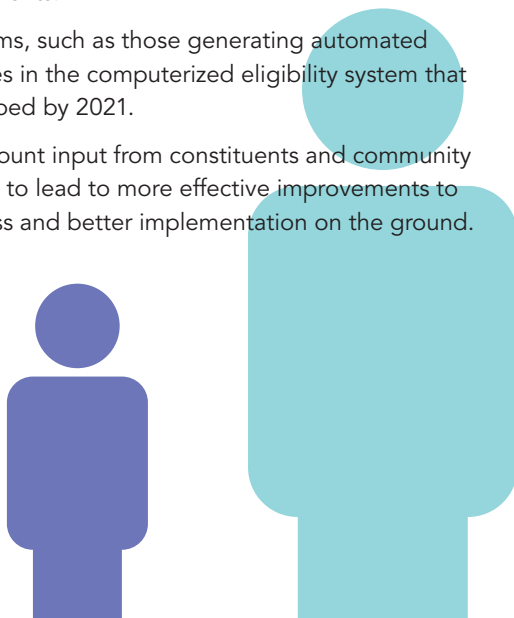 ms, such as those generating automated
es in the computerized eligibility system that
ped by 2021.
ount input from constituents and community
to lead to more effective improvements to
ss and better implementation on the ground.